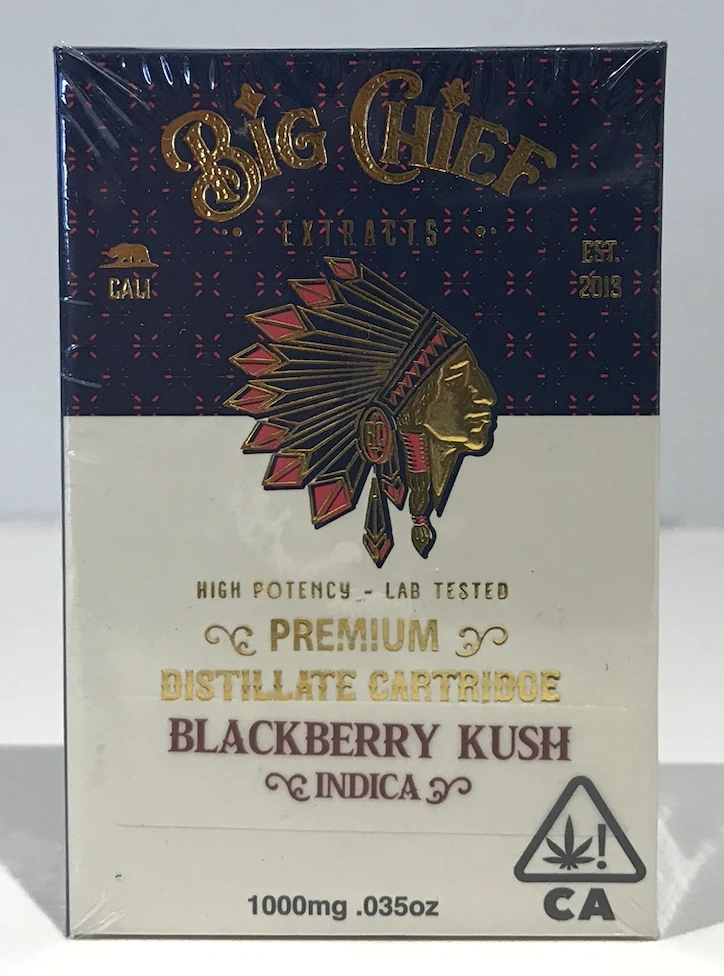 BIG CHIEF
EXTRACTS
CALI
EST.
2013
BC
HIGH POTENCY - LAB TESTED
PREMIUM
DISTILLATE CARTRIDGE
BLACKBERRY KUSH
INDICA
!
CA
1000mg .035oz